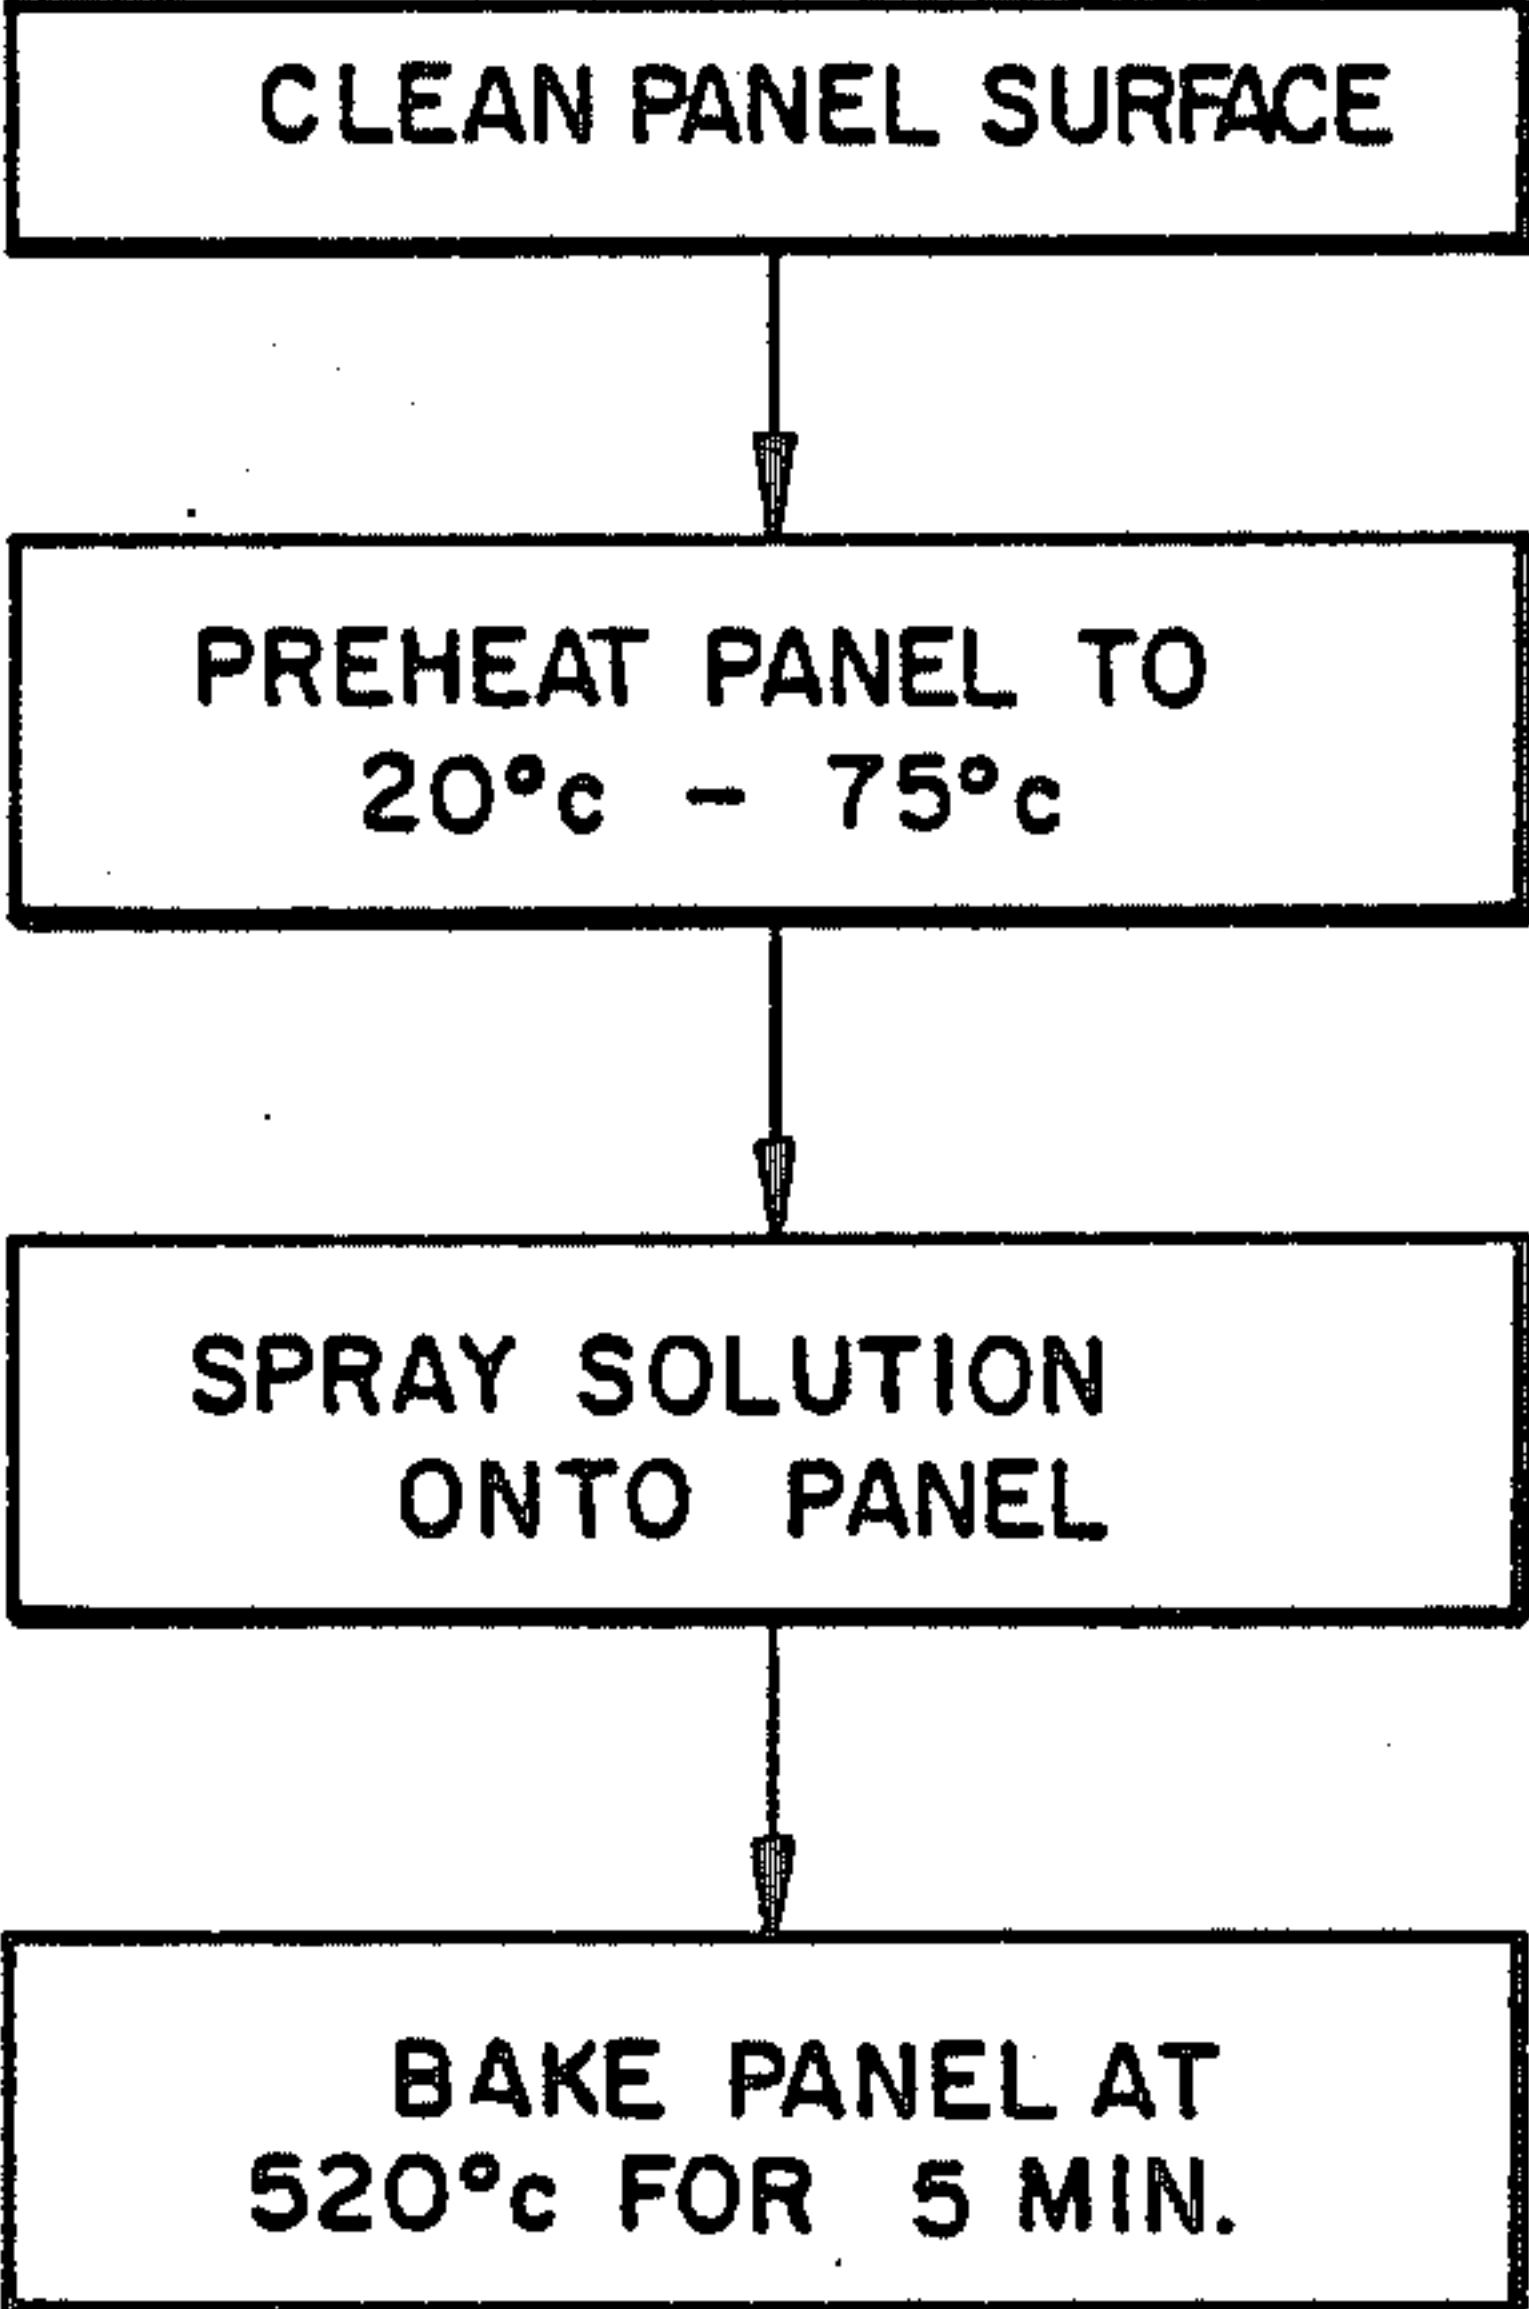 CLEAN PANEL SURFACE
PREHEAT PANEL TO
20°c – 75°c
SPRAY SOLUTION
ONTO PANEL
BAKE PANEL AT
520°c FOR 5 MIN.